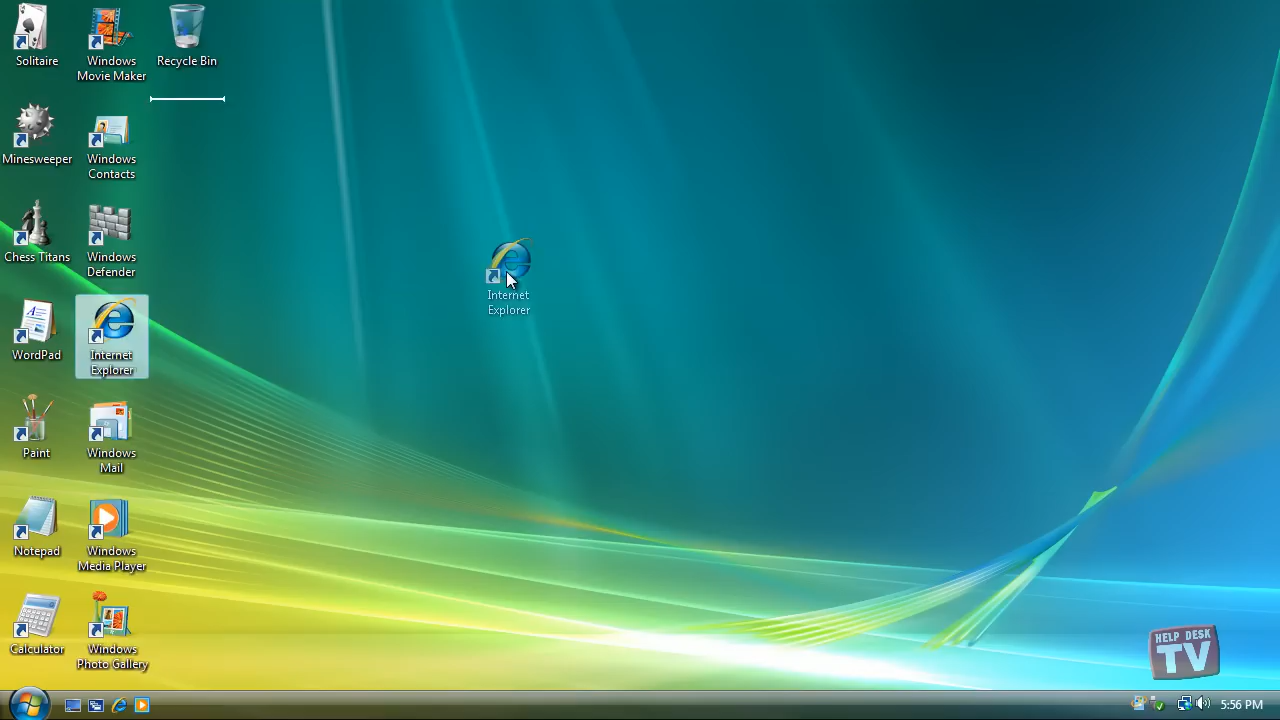 Solitaire
Windows
Movie Maker
Recycle Bin
Minesweeper
Windows
Contacts
Chess Titans
Windows
Defender
Internet
Explorer
WordPad
Internet
Explorer
Paint
Windows
Mail
Notepad
Windows
Media Player
Calculator
Windows
Photo Gallery
HELP DESK
TV
5:56 PM